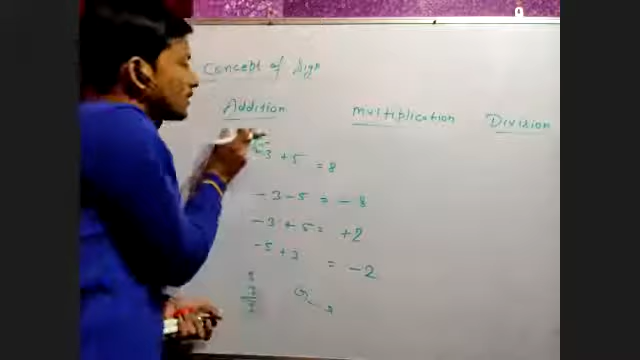 Concept of Sign
Addition Multiplication Division
3 + 5 = 8
- 3 - 5 = - 8
- 3 + 5 = + 2
- 5 + 3 = - 2